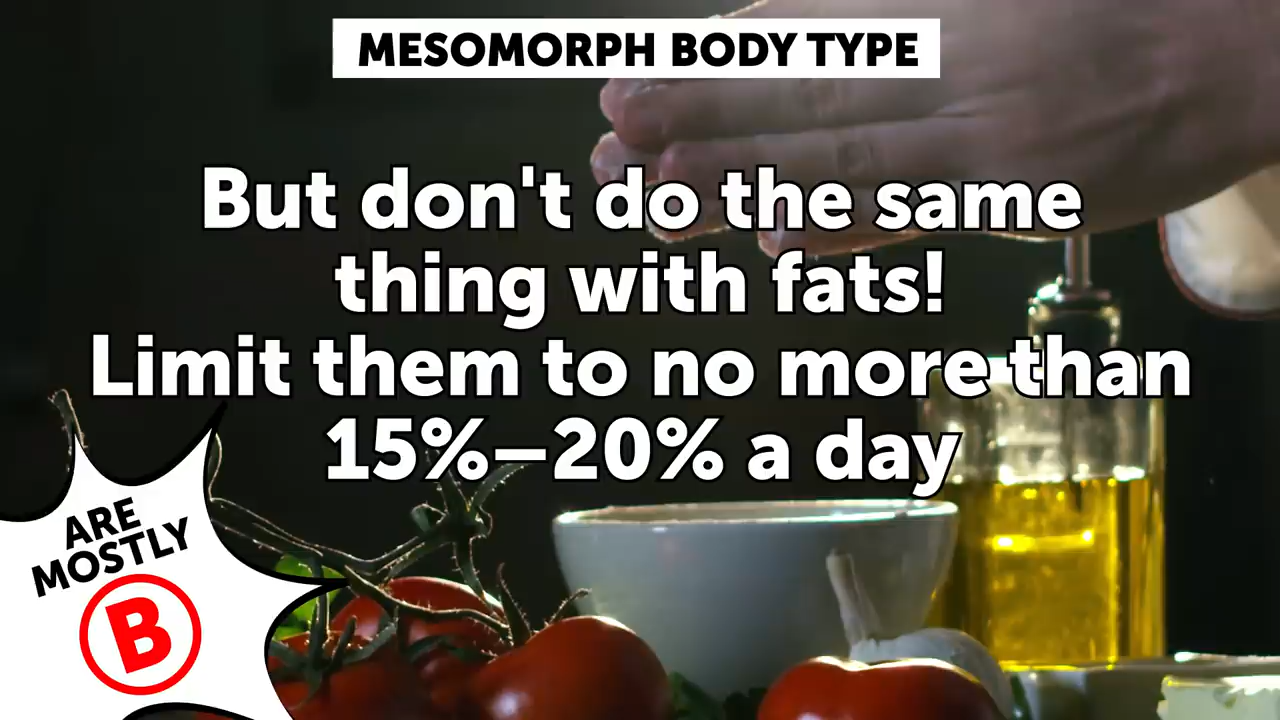 MESOMORPH BODY TYPE
But don't do the same
thing with fats!
Limit them to no more than
15%–20% a day
ARE
MOSTLY
B